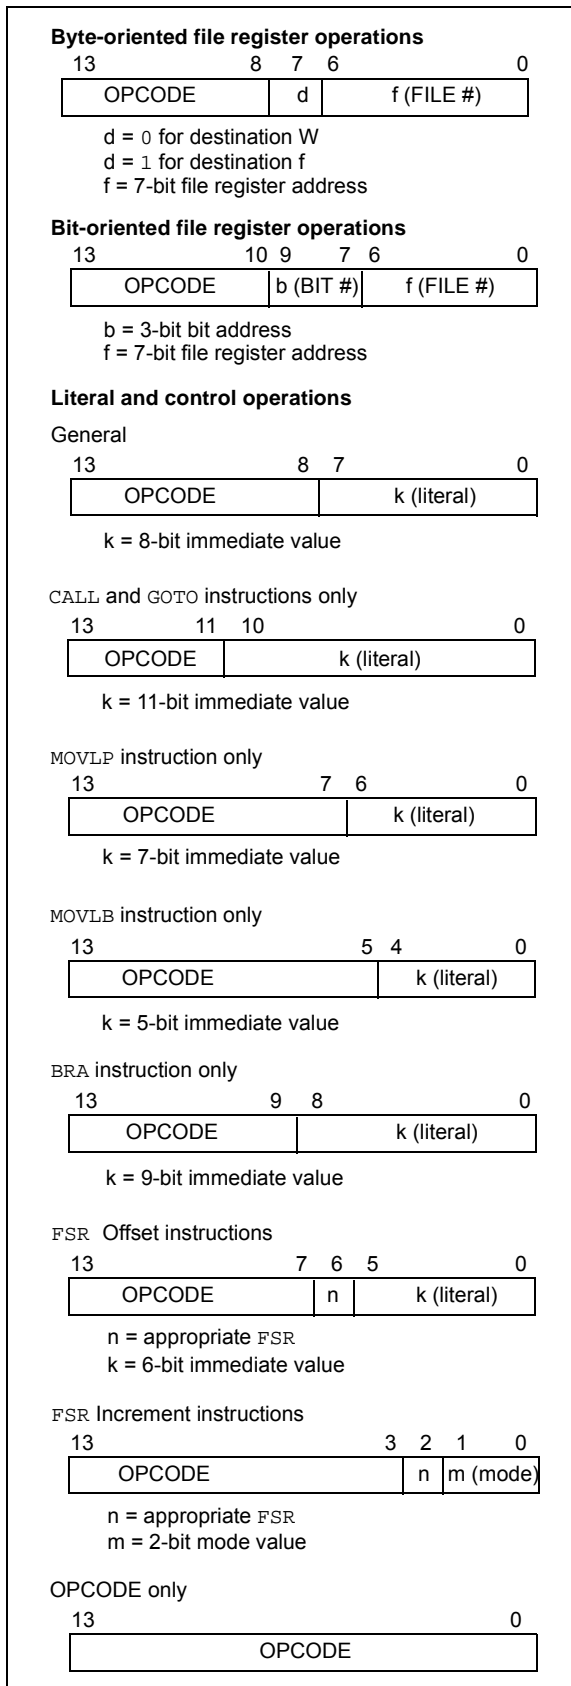 Byte-oriented file register operations
13 8 7 6 0
OPCODE d f (FILE #)
d = 0 for destination W
d = 1 for destination f
f = 7-bit file register address
Bit-oriented file register operations
13 10 9 7 6 0
OPCODE b (BIT #) f (FILE #)
b = 3-bit bit address
f = 7-bit file register address
Literal and control operations
General
13 8 7 0
OPCODE k (literal)
k = 8-bit immediate value
CALL and GOTO instructions only
13 11 10 0
OPCODE k (literal)
k = 11-bit immediate value
MOVLP instruction only
13 7 6 0
OPCODE k (literal)
k = 7-bit immediate value
MOVLB instruction only
13 5 4 0
OPCODE k (literal)
k = 5-bit immediate value
BRA instruction only
13 9 8 0
OPCODE k (literal)
k = 9-bit immediate value
FSR Offset instructions
13 7 6 5 0
OPCODE n k (literal)
n = appropriate FSR
k = 6-bit immediate value
FSR Increment instructions
13 3 2 1 0
OPCODE n m (mode)
n = appropriate FSR
m = 2-bit mode value
OPCODE only
13 0
OPCODE